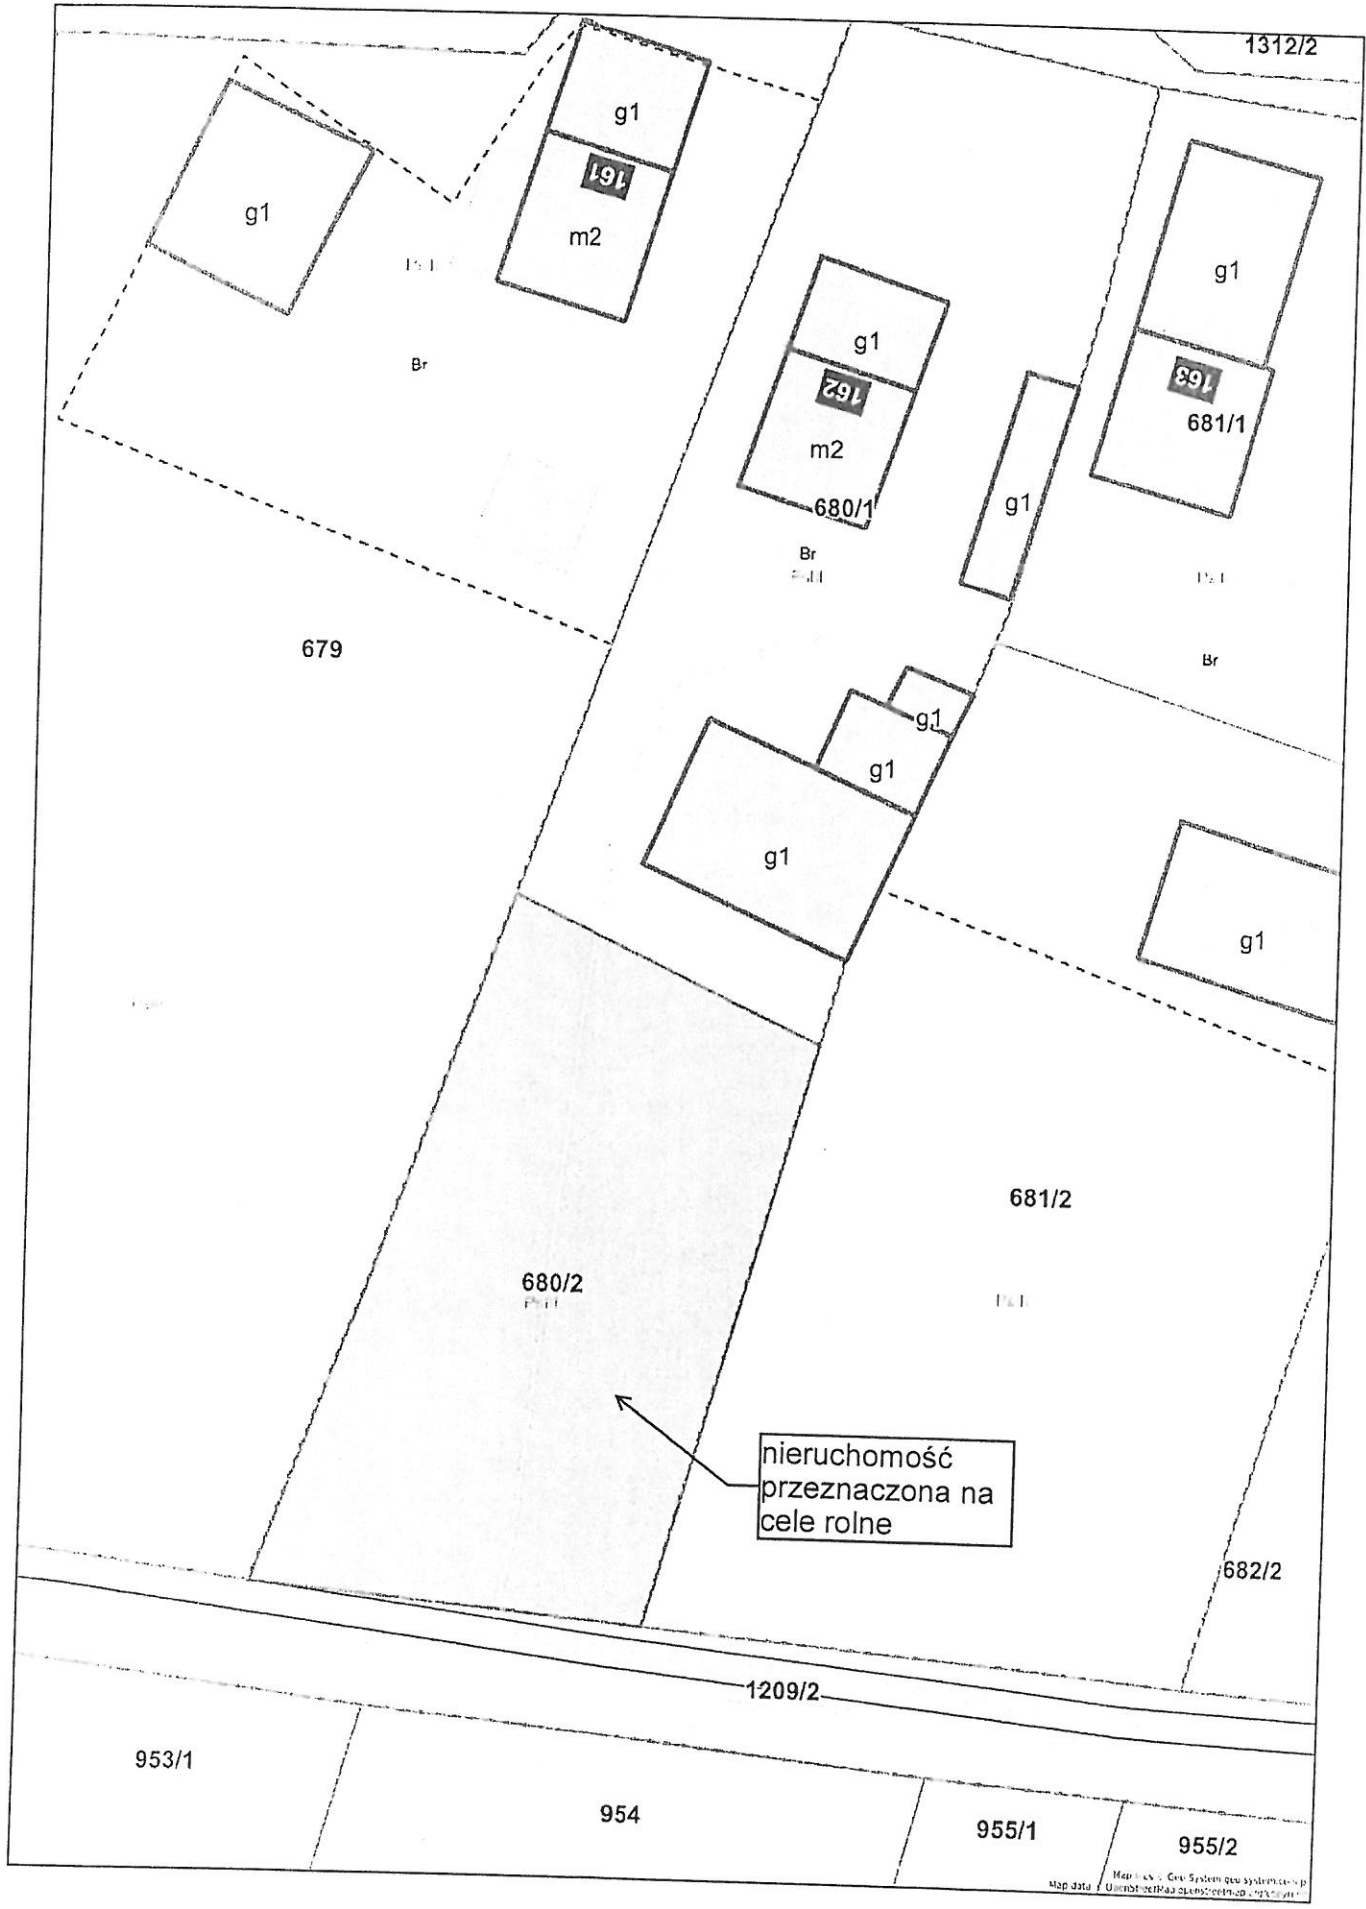 1312/2
g1
161
m2
g1
Br
g1
162
m2
680/1
Br
g1
g1
163
681/1
Br
679
g1
g1
g1
g1
681/2
680/2
nieruchomość
przeznaczona na
cele rolne
682/2
1209/2
953/1
954
955/1
955/2